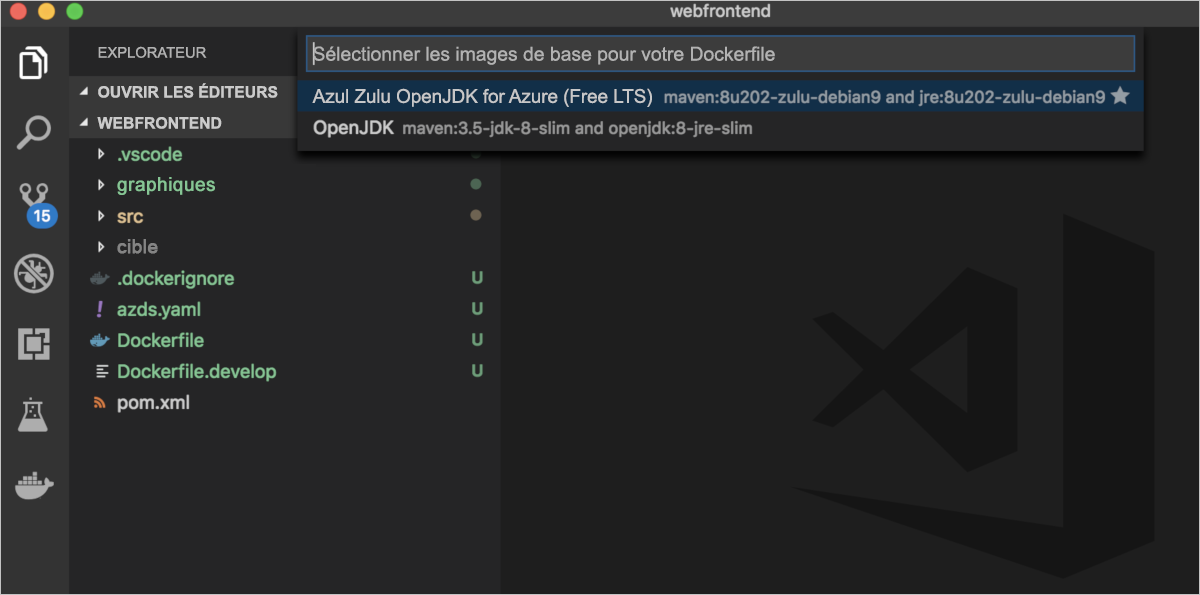 webfrontend
EXPLORATEUR
OUVRIR LES ÉDITEURS
WEBFRONTEND
.vscode
graphiques
src
cible
.dockerignore U
azds.yaml U
Dockerfile U
Dockerfile.develop U
pom.xml
15
Sélectionner les images de base pour votre Dockerfile
Azul Zulu OpenJDK for Azure (Free LTS) maven:8u202-zulu-debian9 and jre:8u202-zulu-debian9
OpenJDK maven:3.5-jdk-8-slim and openjdk:8-jre-slim